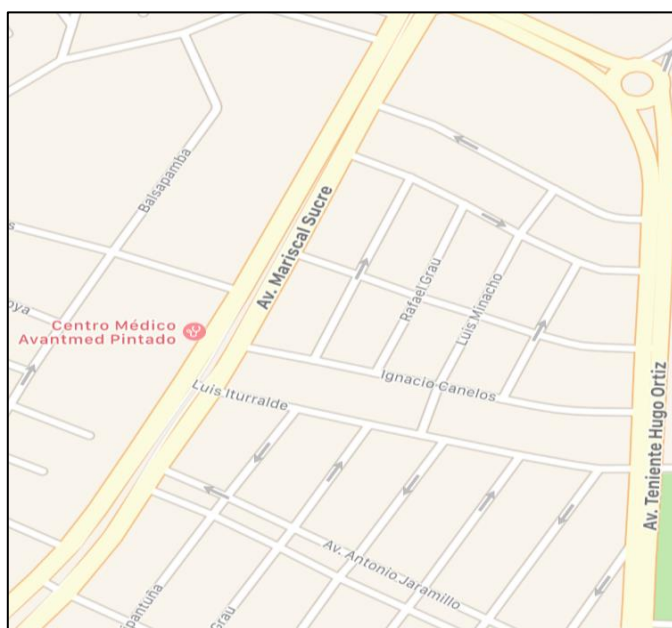 Balsapamba
Av. Mariscal Sucre
Rafael Grau
Luis Minacho
Centro Médico
Avantmed Pintado
Ignacio Canelos
Luis Iturralde
Av. Teniente Hugo Ortiz
Av. Antonio Jaramillo
Grau